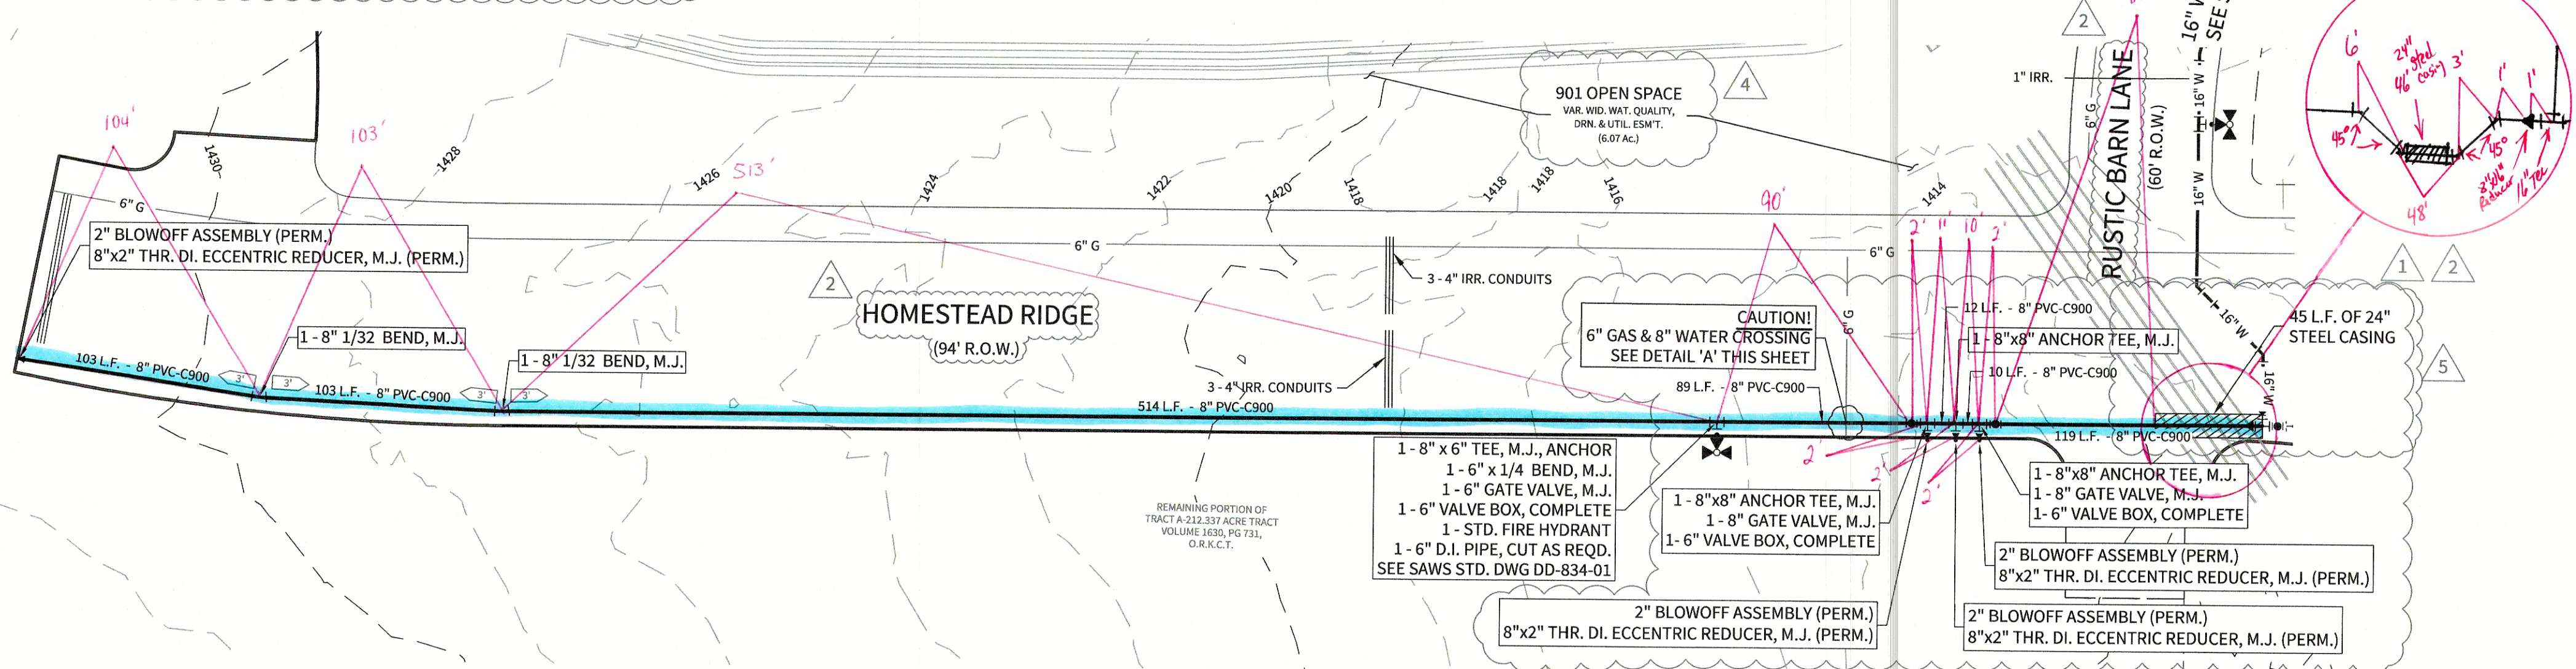 104'
103'
513'
90'
2'
1'
10'
2'
2'
2'
2'
6'
24"
Steel
Casing
46'
3'
1'
1'
45°
45°
8"x16"
Reducer
16" Tee
48'
1430
1428
1426
1424
1422
1420
1418
1418
1418
1416
1414
6" G
6" G
6" G
6" G
6" G
2" BLOWOFF ASSEMBLY (PERM.)
8"x2" THR. DI. ECCENTRIC REDUCER, M.J. (PERM.)
103 L.F. - 8" PVC-C900
3'
3'
1 - 8" 1/32 BEND, M.J.
103 L.F. - 8" PVC-C900
3'
3'
1 - 8" 1/32 BEND, M.J.
2
HOMESTEAD RIDGE
(94' R.O.W.)
514 L.F. - 8" PVC-C900
3 - 4" IRR. CONDUITS
3 - 4" IRR. CONDUITS
901 OPEN SPACE
VAR. WID. WAT. QUALITY,
DRN. & UTIL. ESM'T.
(6.07 Ac.)
4
CAUTION!
6" GAS & 8" WATER CROSSING
SEE DETAIL 'A' THIS SHEET
89 L.F. - 8" PVC-C900
12 L.F. - 8" PVC-C900
1 - 8"x8" ANCHOR TEE, M.J.
10 L.F. - 8" PVC-C900
119 L.F. - 8" PVC-C900
2
1" IRR.
RUSTIC BARN LANE
(60' R.O.W.)
16" W
SEE
16" W
16" W
16" W
16" W
1
2
45 L.F. OF 24"
STEEL CASING
5
REMAINING PORTION OF
TRACT A-212.337 ACRE TRACT
VOLUME 1630, PG 731,
O.R.K.C.T.
1 - 8" x 6" TEE, M.J., ANCHOR
1 - 6" x 1/4 BEND, M.J.
1 - 6" GATE VALVE, M.J.
1 - 6" VALVE BOX, COMPLETE
1 - STD. FIRE HYDRANT
1 - 6" D.I. PIPE, CUT AS REQD.
SEE SAWS STD. DWG DD-834-01
1 - 8"x8" ANCHOR TEE, M.J.
1 - 8" GATE VALVE, M.J.
1- 6" VALVE BOX, COMPLETE
1 - 8"x8" ANCHOR TEE, M.J.
1 - 8" GATE VALVE, M.J.
1- 6" VALVE BOX, COMPLETE
2" BLOWOFF ASSEMBLY (PERM.)
8"x2" THR. DI. ECCENTRIC REDUCER, M.J. (PERM.)
2" BLOWOFF ASSEMBLY (PERM.)
8"x2" THR. DI. ECCENTRIC REDUCER, M.J. (PERM.)
2" BLOWOFF ASSEMBLY (PERM.)
8"x2" THR. DI. ECCENTRIC REDUCER, M.J. (PERM.)